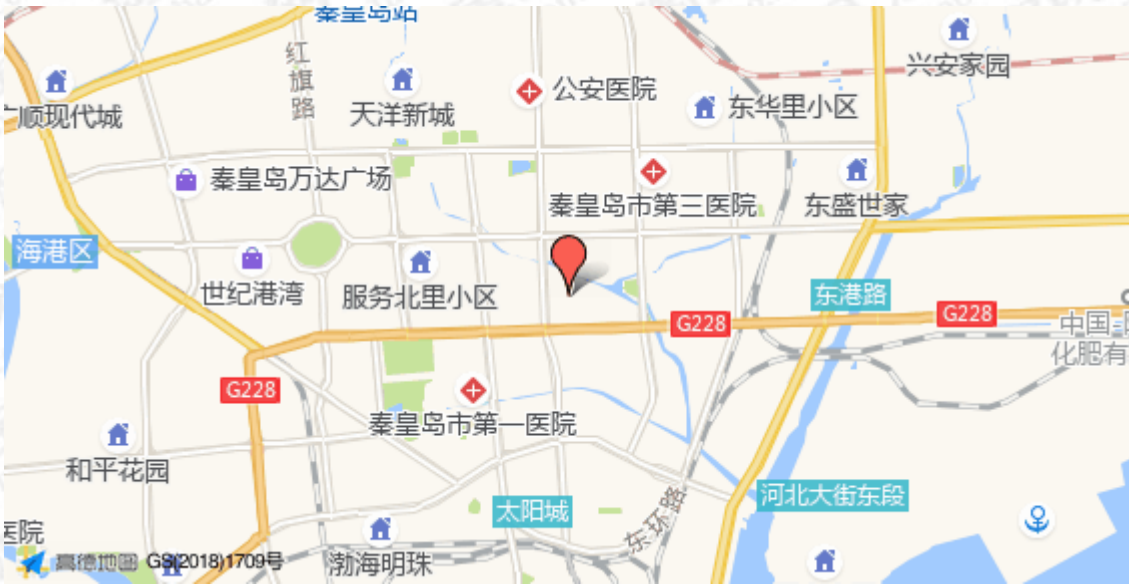 秦皇岛站
红旗路
兴安家园
公安医院
天洋新城
东华里小区
广顺现代城
秦皇岛万达广场
秦皇岛市第三医院
东盛世家
海港区
世纪港湾
服务北里小区
东港路
G228
G228
中国
化肥有
G228
秦皇岛市第一医院
和平花园
河北大街东段
太阳城
东环路
医院
渤海明珠
高德地图 GS(2018)1709号